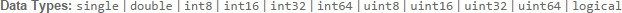 Data Types: single | double | int8 | int16 | int32 | int64 | uint8 | uint16 | uint32 | uint64 | logical